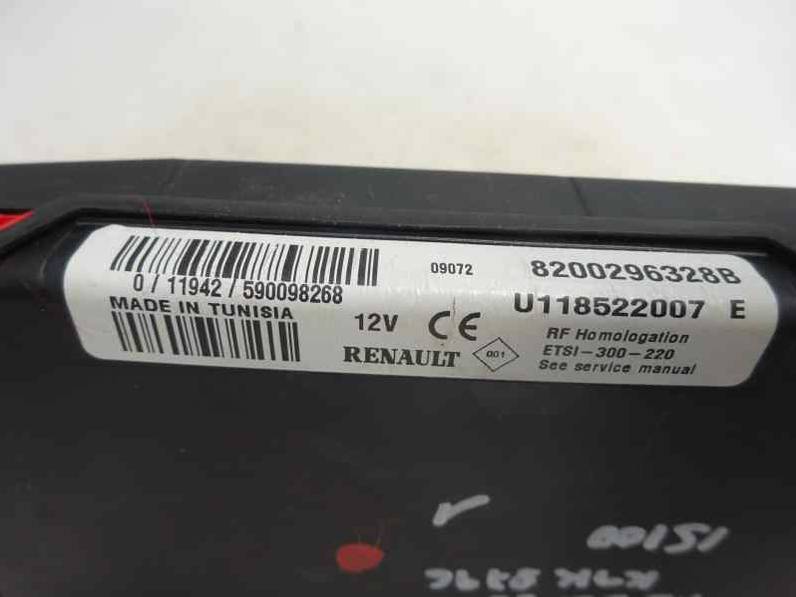 0 / 11942 / 590098268
MADE IN TUNISIA
12V CE
RENAULT 001
09072
8200296328B
U118522007 E
RF Homologation
ETSI-300-220
See service manual